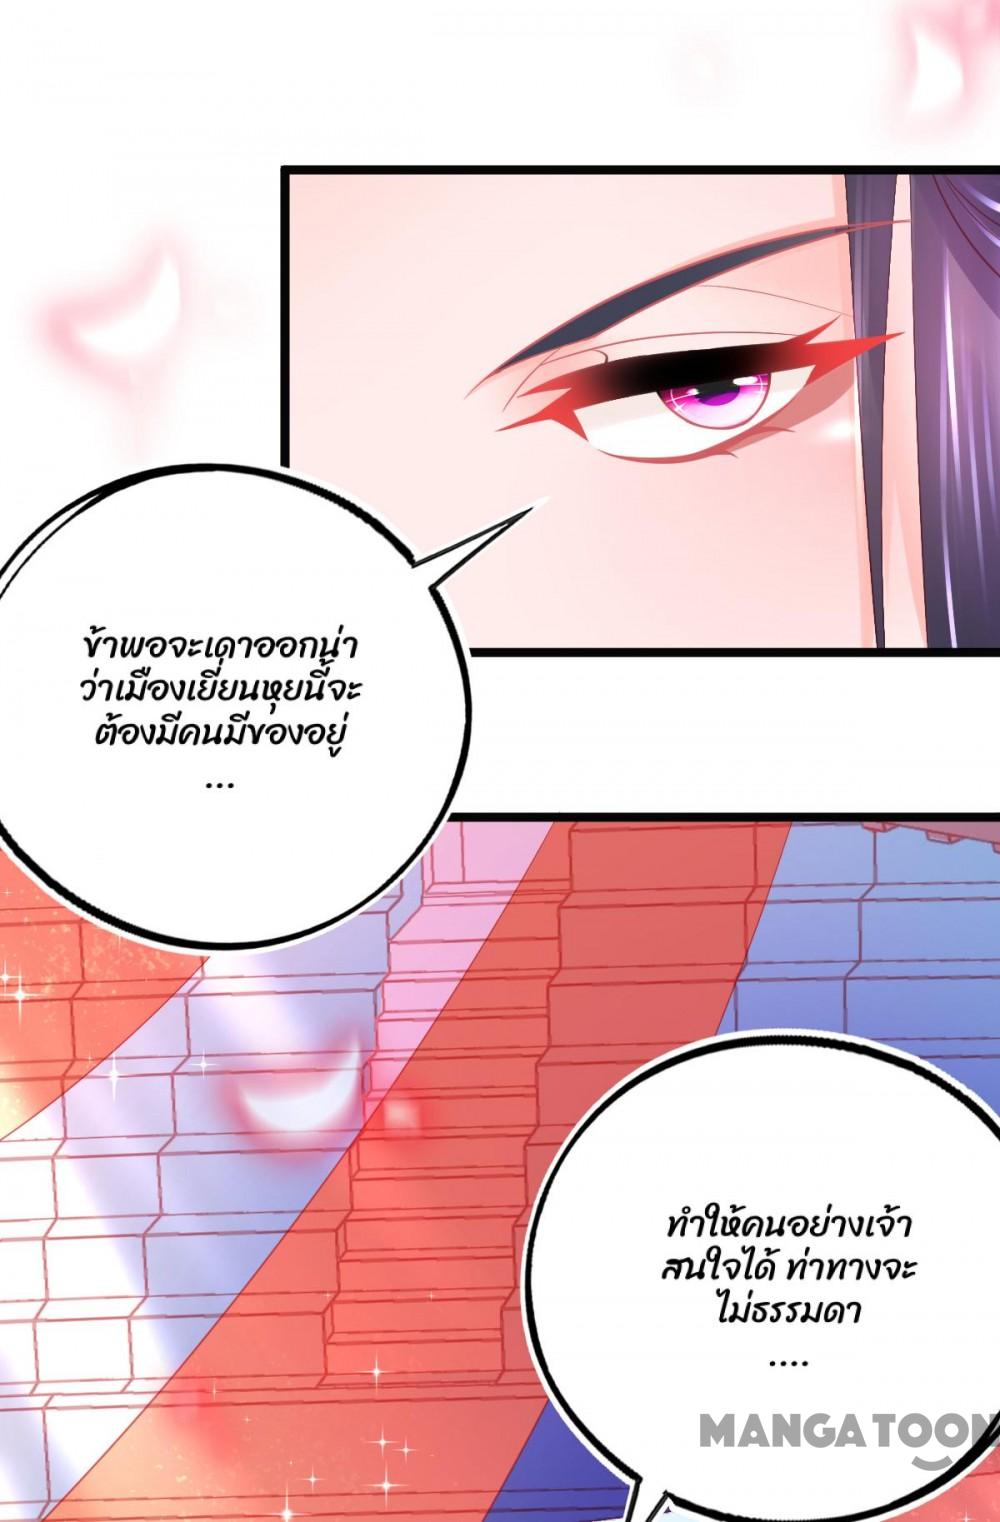 ข้าพอจะเดาออกน่า
ว่าเมืองเยี่ยนหุยนี้จะ
ต้องมีคนมีของอยู่
...
ทำให้คนอย่างเจ้า
สนใจได้ ท่าทางจะ
ไม่ธรรมดา
....
MANGATOON